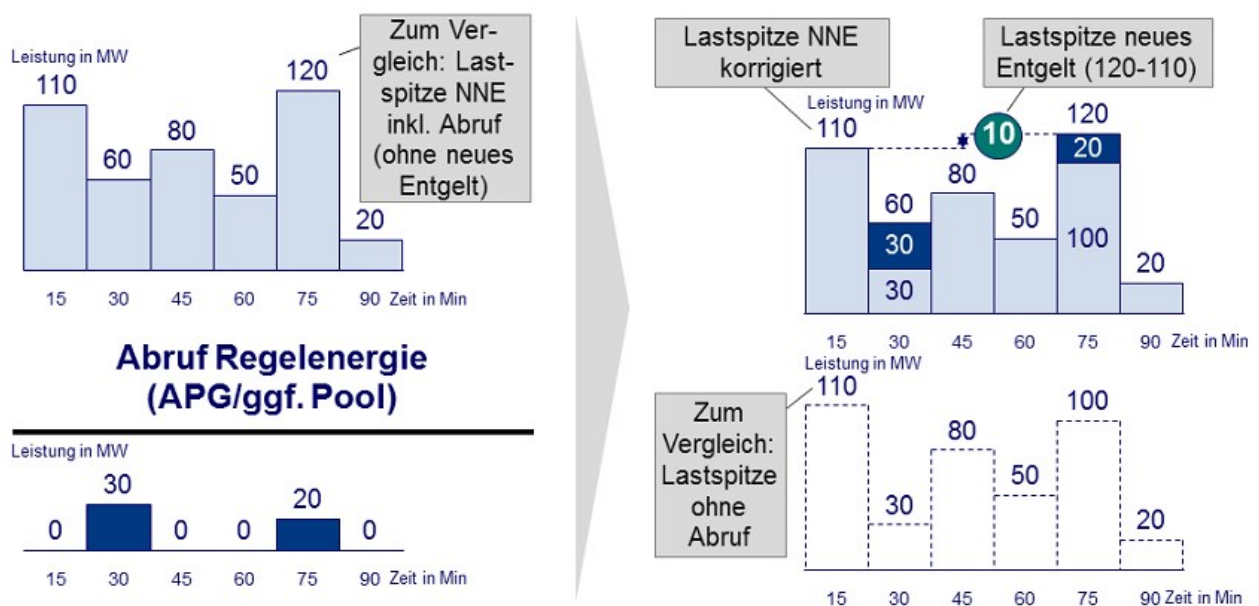 Leistung in MW
110
60
80
50
120
20
Zum Ver-
gleich: Last-
spitze NNE
inkl. Abruf
(ohne neues
Entgelt)
15 30 45 60 75 90 Zeit in Min
Abruf Regelenergie
(APG/ggf. Pool)
Leistung in MW
0 30 0 0 20 0
15 30 45 60 75 90 Zeit in Min
Lastspitze NNE
korrigiert
Lastspitze neues
Entgelt (120-110)
Leistung in MW
110
60
30
30
80
10
50
120
20
100
20
15 30 45 60 75 90 Zeit in Min
Zum
Vergleich:
Lastspitze
ohne
Abruf
Leistung in MW
110
30
80
50
100
20
15 30 45 60 75 90 Zeit in Min